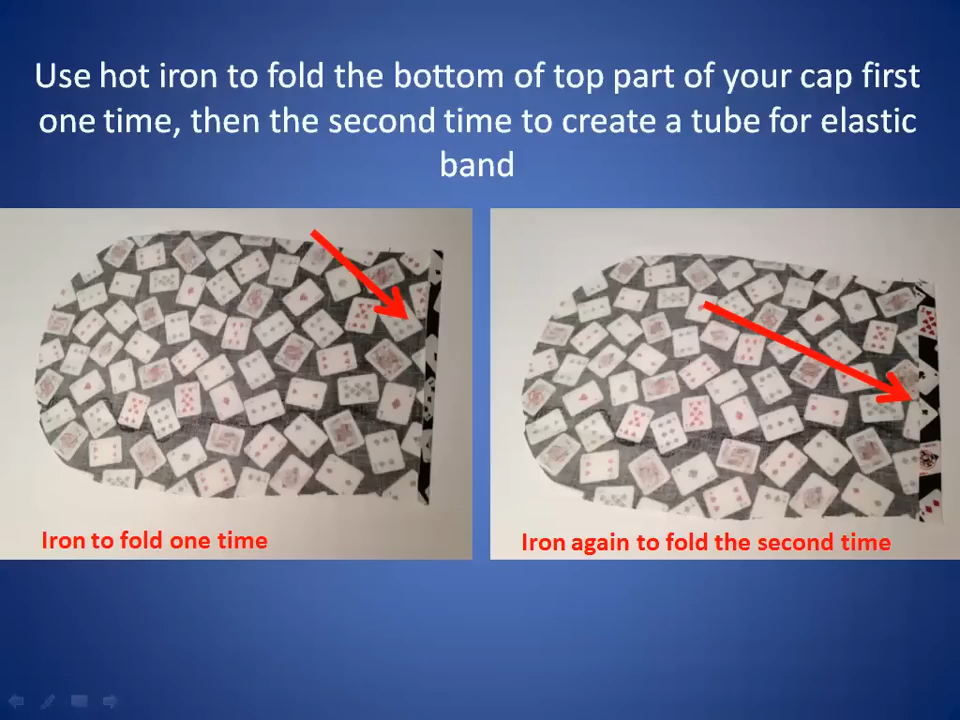 Use hot iron to fold the bottom of top part of your cap first
one time, then the second time to create a tube for elastic
band
Iron to fold one time
Iron again to fold the second time